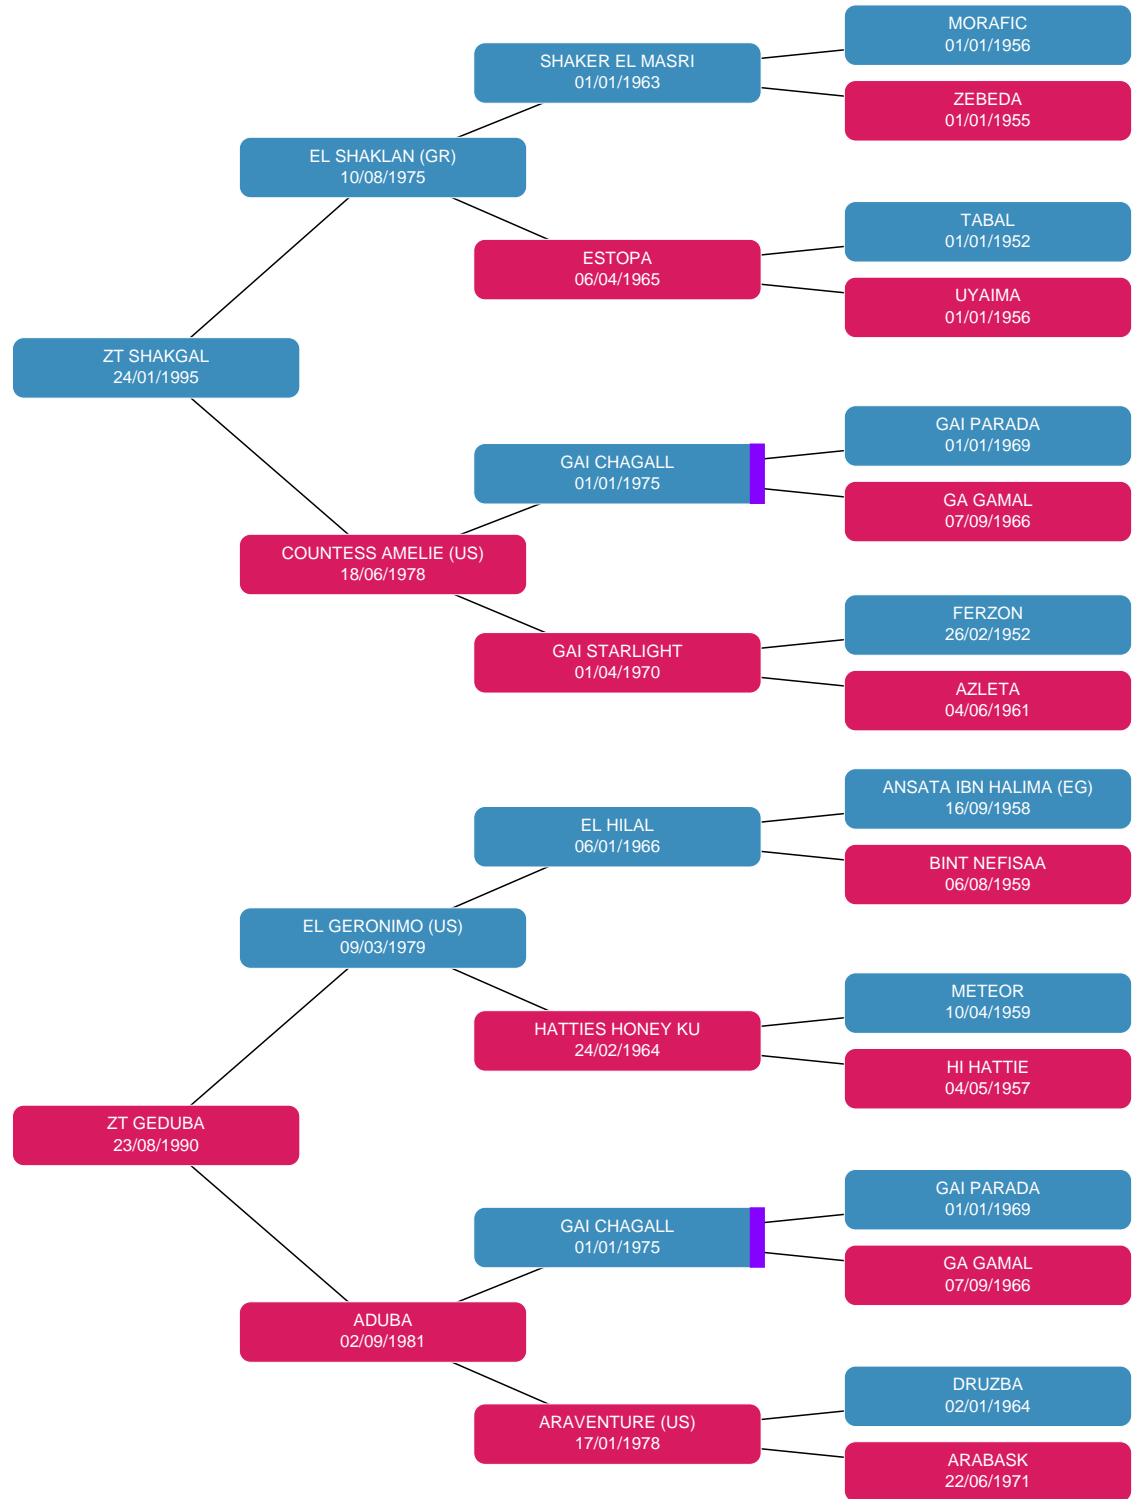 MORAFIC
01/01/1956
SHAKER EL MASRI
01/01/1963
ZEBEDA
01/01/1955
EL SHAKLAN (GR)
10/08/1975
TABAL
01/01/1952
ESTOPA
06/04/1965
UYAIMA
01/01/1956
ZT SHAKGAL
24/01/1995
GAI PARADA
01/01/1969
GAI CHAGALL
01/01/1975
GA GAMAL
07/09/1966
COUNTESS AMELIE (US)
18/06/1978
FERZON
26/02/1952
GAI STARLIGHT
01/04/1970
AZLETA
04/06/1961
ANSATA IBN HALIMA (EG)
16/09/1958
EL HILAL
06/01/1966
BINT NEFISAA
06/08/1959
EL GERONIMO (US)
09/03/1979
METEOR
10/04/1959
HATTIES HONEY KU
24/02/1964
HI HATTIE
04/05/1957
ZT GEDUBA
23/08/1990
GAI PARADA
01/01/1969
GAI CHAGALL
01/01/1975
GA GAMAL
07/09/1966
ADUBA
02/09/1981
DRUZBA
02/01/1964
ARAVENTURE (US)
17/01/1978
ARABASK
22/06/1971